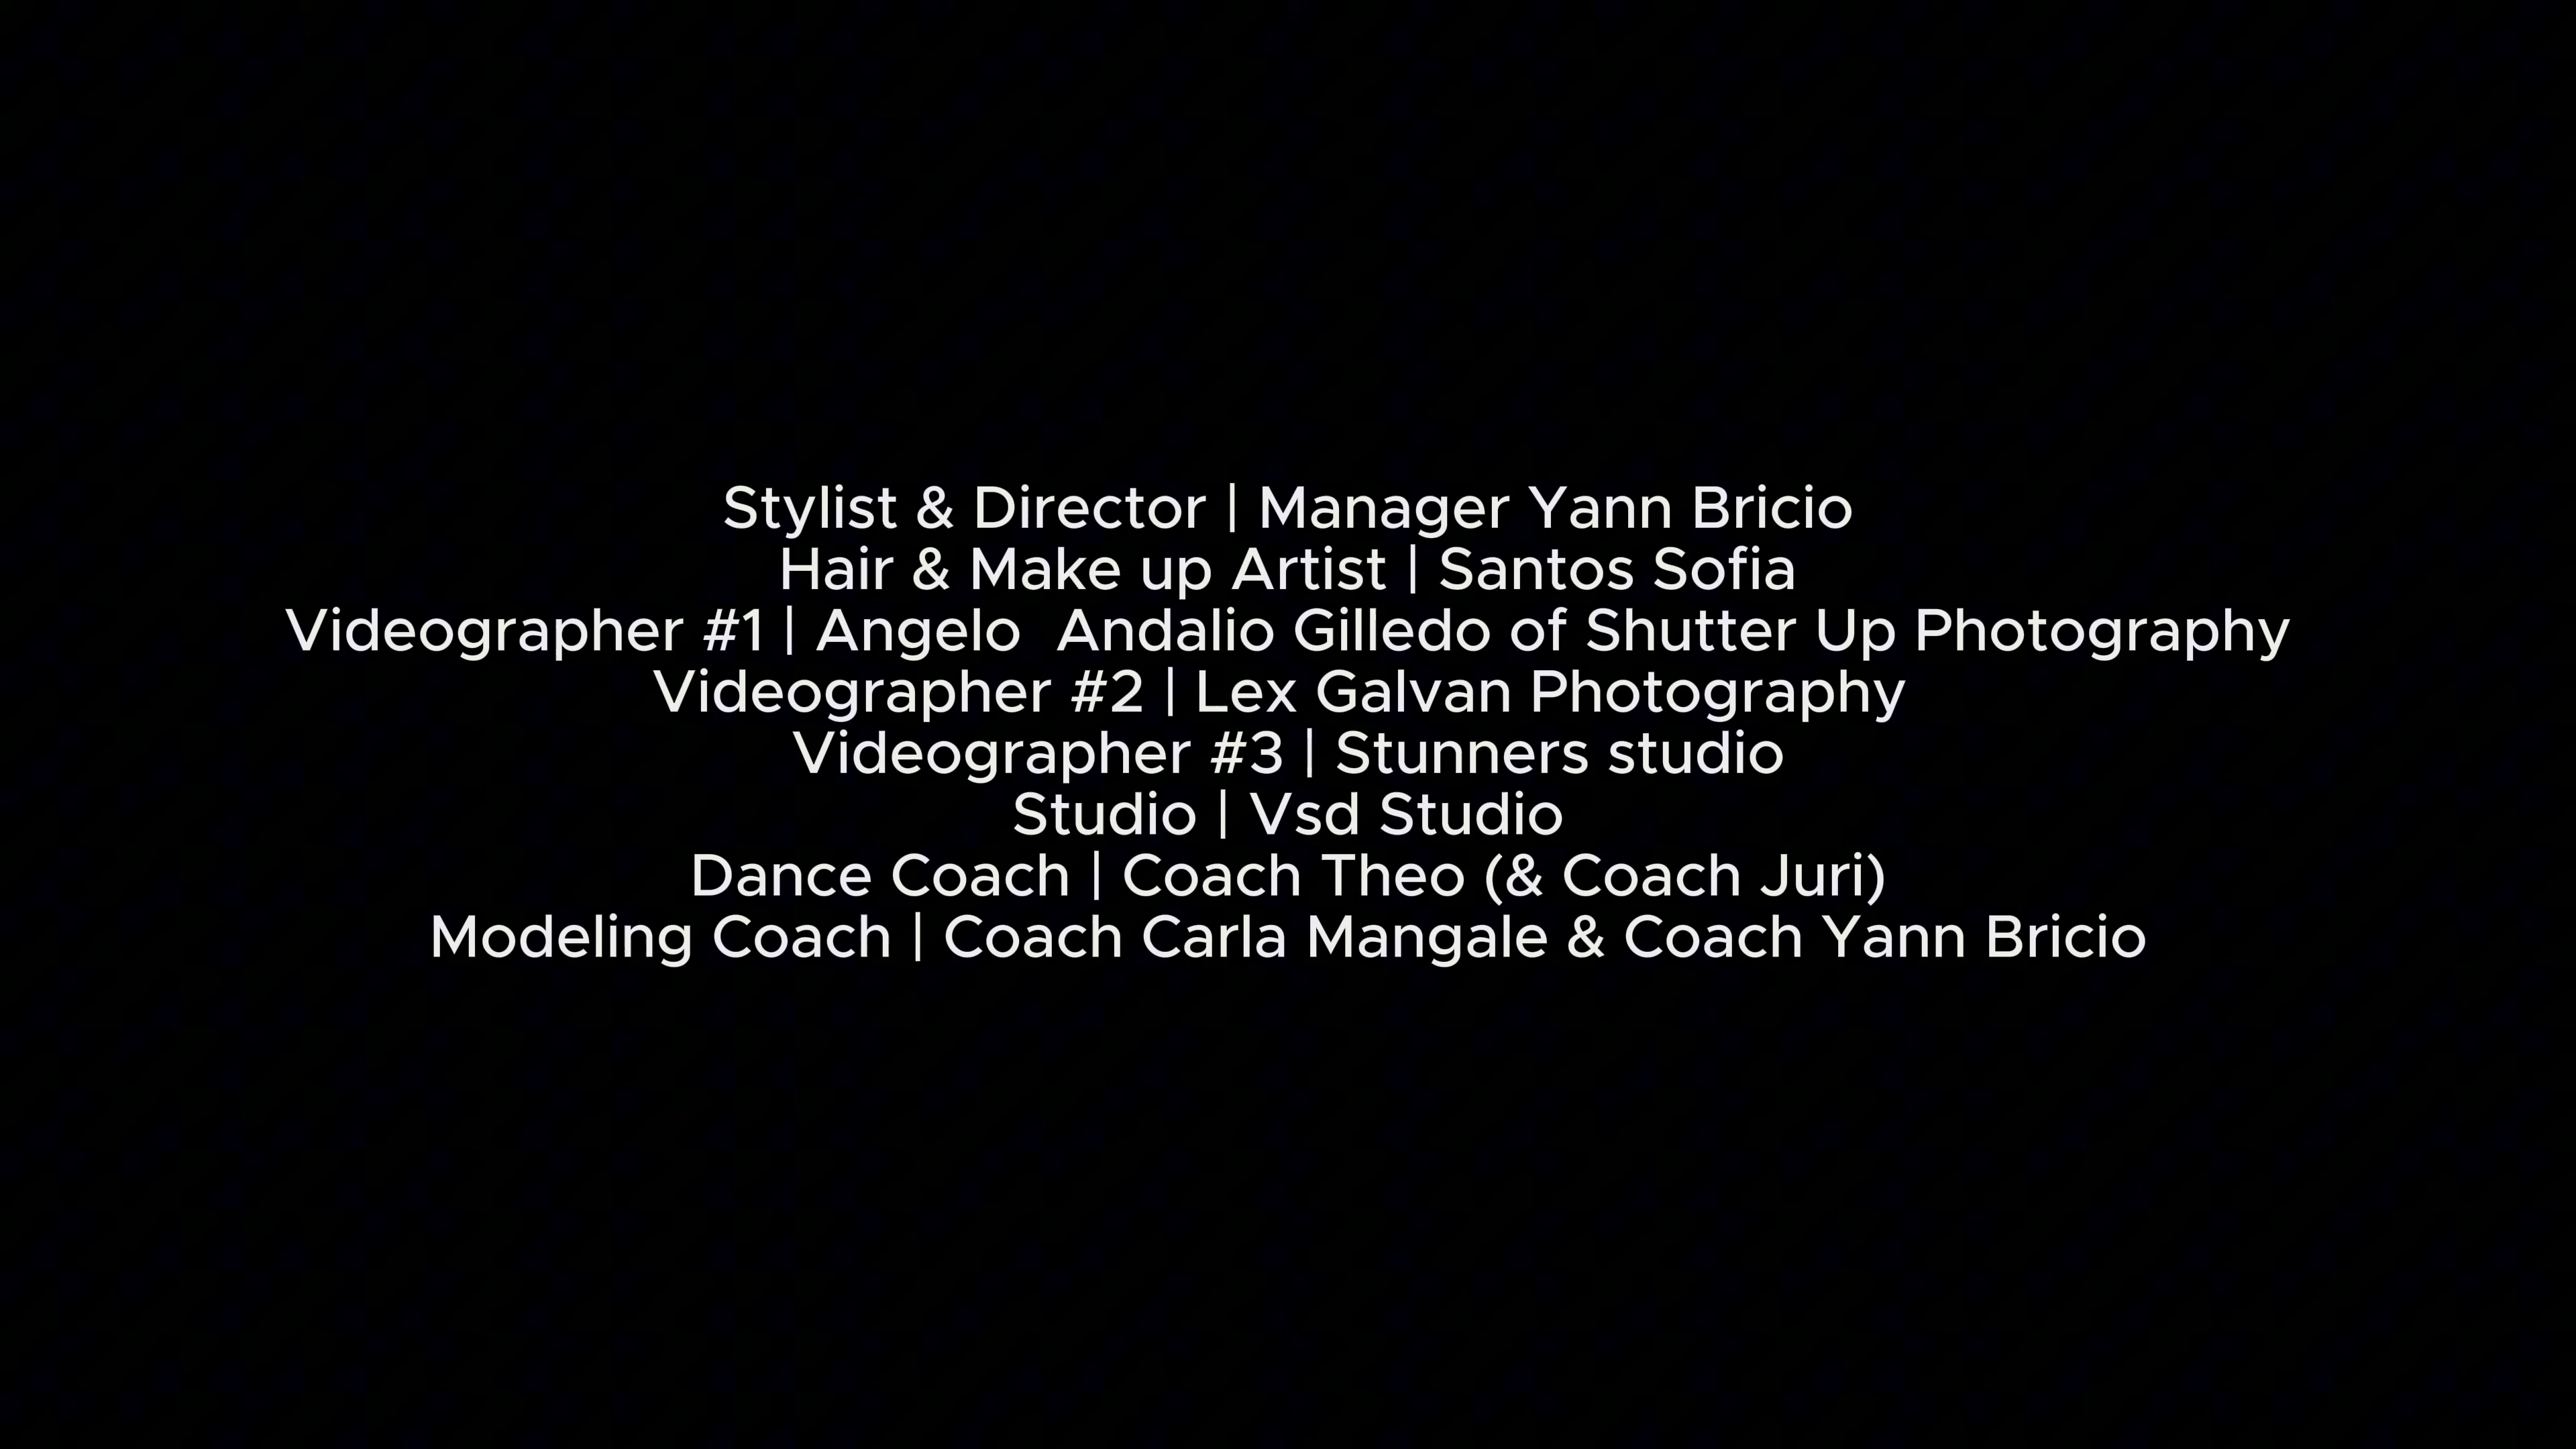 Stylist & Director | Manager Yann Bricio
Hair & Make up Artist | Santos Sofia
Videographer #1 | Angelo  Andalio Gilledo of Shutter Up Photography
Videographer #2 | Lex Galvan Photography
Videographer #3 | Stunners studio
Studio | Vsd Studio
Dance Coach | Coach Theo (& Coach Juri)
Modeling Coach | Coach Carla Mangale & Coach Yann Bricio